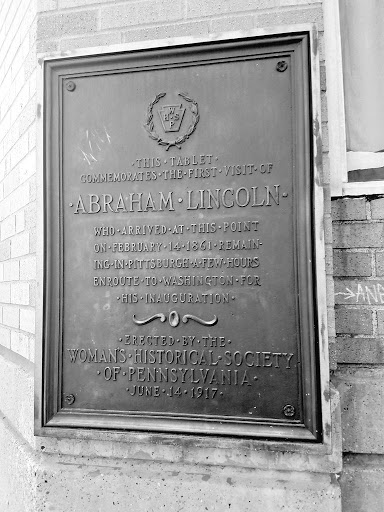 W
H S
P
·THIS·TABLET·
COMMEMORATES·THE·FIRST·VISIT·OF
·ABRAHAM·LINCOLN·
WHO·ARRIVED·AT·THIS·POINT
ON·FEBRUARY·14·1861·REMAIN-
ING·IN·PITTSBURGH·A·FEW·HOURS
ENROUTE·TO·WASHINGTON·FOR
·HIS·INAUGURATION·
·ERECTED·BY·THE·
WOMAN'S·HISTORICAL·SOCIETY
·OF·PENNSYLVANIA·
·JUNE·14·1917·